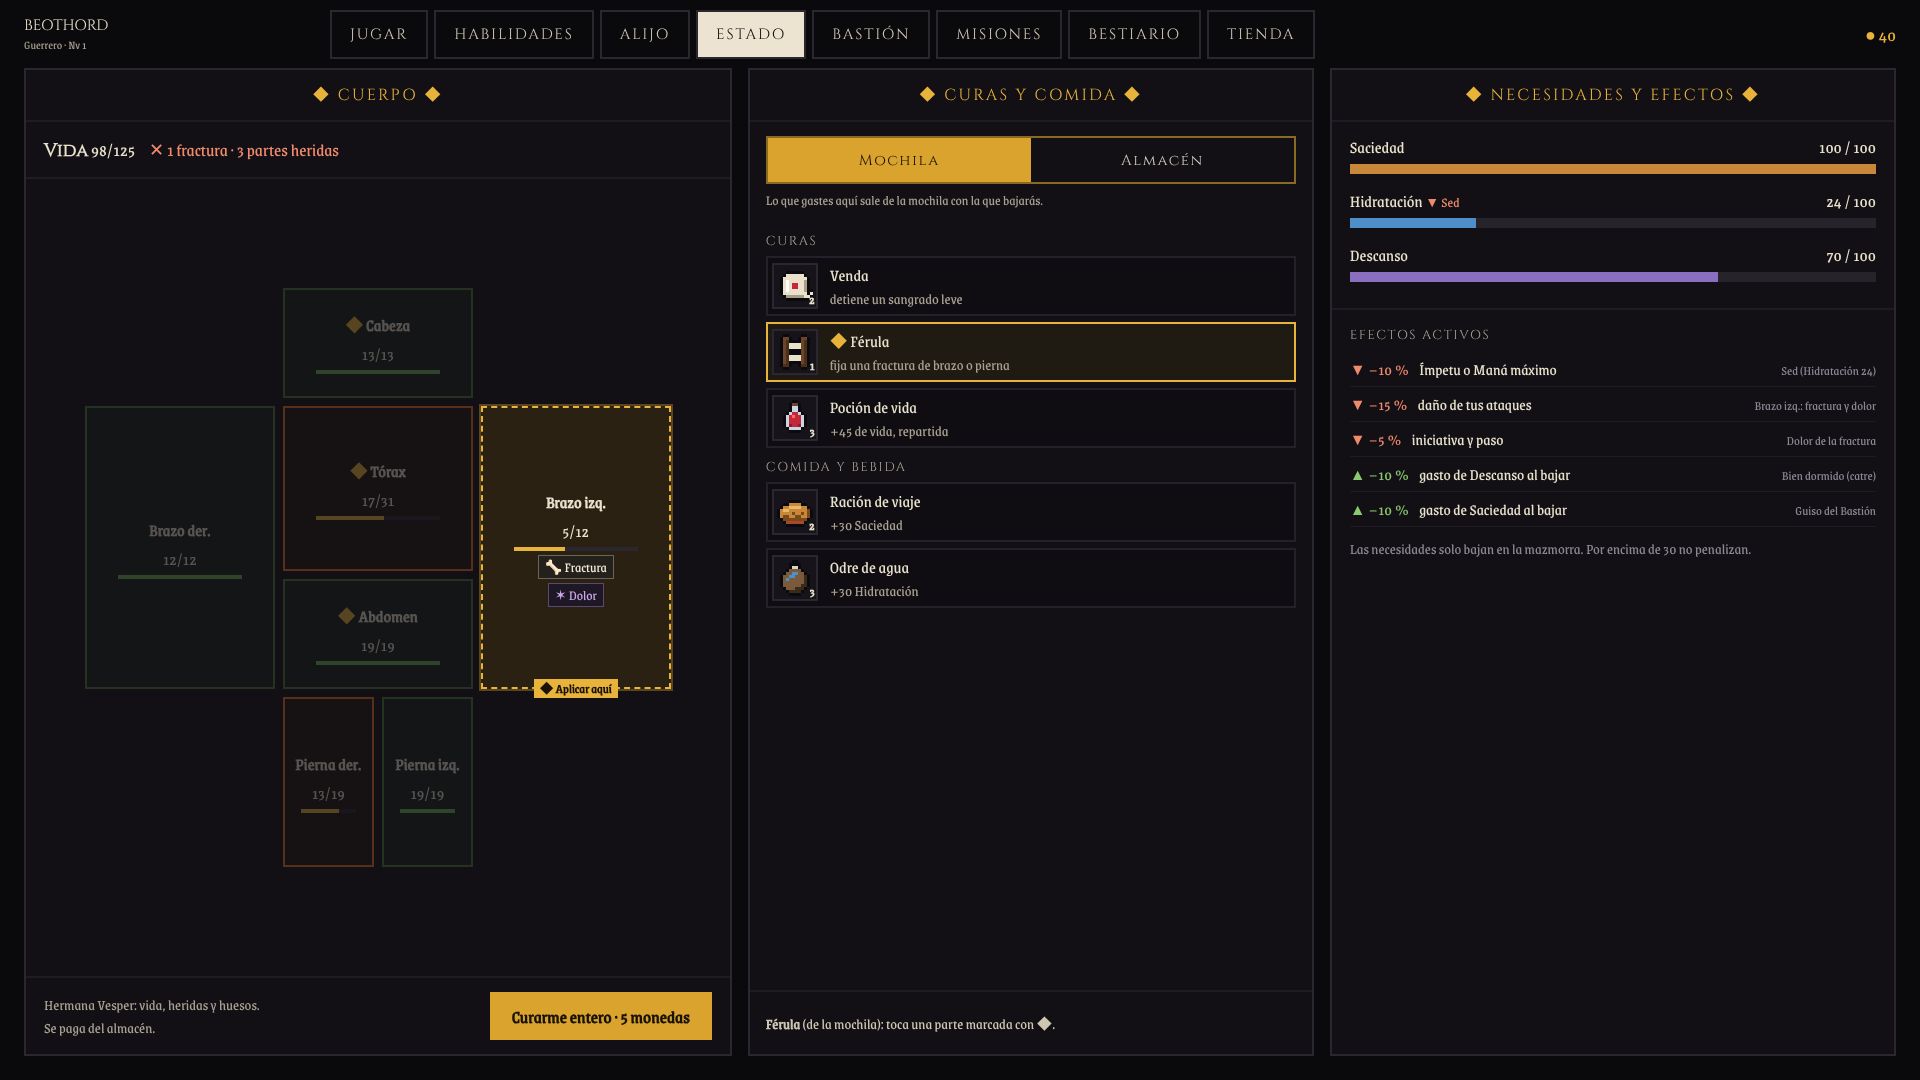 BEOTHORD
Guerrero · Nv 1
JUGAR
HABILIDADES
ALIJO
ESTADO
BASTIÓN
MISIONES
BESTIARIO
TIENDA
40
◆ CUERPO ◆
VIDA 98/125 ✕ 1 fractura · 3 partes heridas
◆ Cabeza
13/13
Brazo der.
12/12
◆ Tórax
17/31
Brazo izq.
5/12
Fractura
✶ Dolor
◆ Aplicar aquí
◆ Abdomen
19/19
Pierna der.
13/19
Pierna izq.
19/19
Hermana Vesper: vida, heridas y huesos.
Se paga del almacén.
Curarme entero · 5 monedas
◆ CURAS Y COMIDA ◆
MOCHILA
ALMACÉN
Lo que gastes aquí sale de la mochila con la que bajarás.
CURAS
2
Venda
detiene un sangrado leve
1
◆ Férula
fija una fractura de brazo o pierna
3
Poción de vida
+45 de vida, repartida
COMIDA Y BEBIDA
2
Ración de viaje
+30 Saciedad
3
Odre de agua
+30 Hidratación
Férula (de la mochila): toca una parte marcada con ◆.
◆ NECESIDADES Y EFECTOS ◆
Saciedad 100 / 100
Hidratación ▼ Sed 24 / 100
Descanso 70 / 100
EFECTOS ACTIVOS
▼ −10 % Ímpetu o Maná máximo Sed (Hidratación 24)
▼ −15 % daño de tus ataques Brazo izq.: fractura y dolor
▼ −5 % iniciativa y paso Dolor de la fractura
▲ −10 % gasto de Descanso al bajar Bien dormido (catre)
▲ −10 % gasto de Saciedad al bajar Guiso del Bastión
Las necesidades solo bajan en la mazmorra. Por encima de 30 no penalizan.